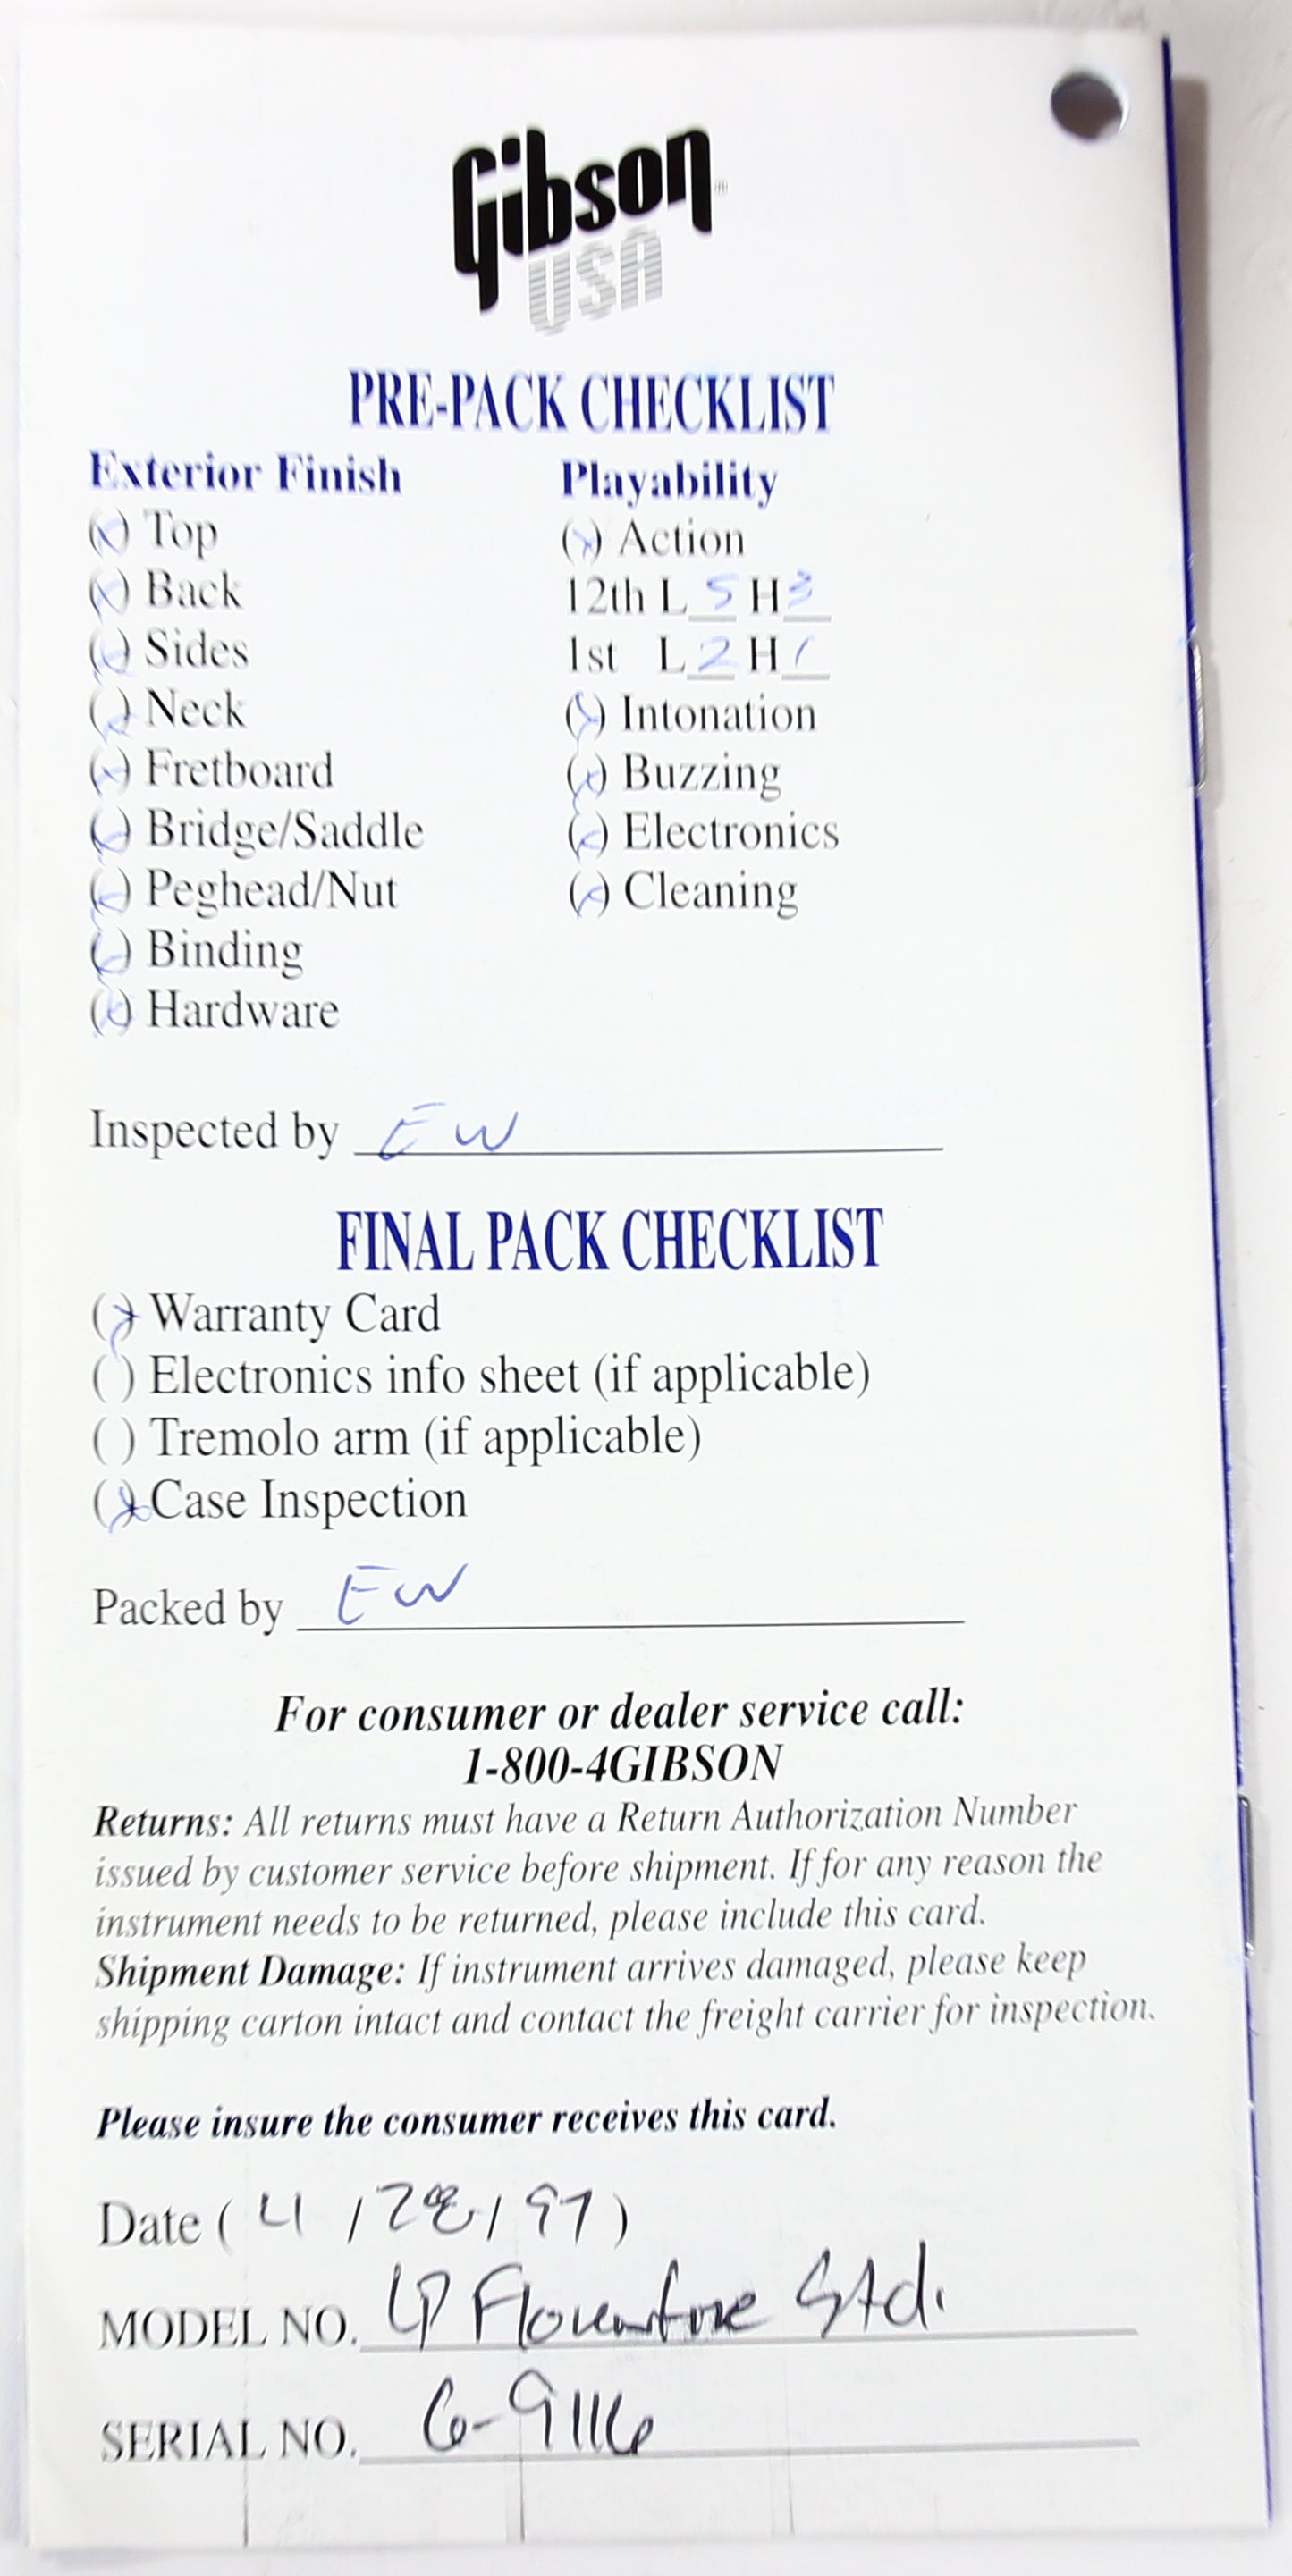 Gibson
USA
PRE-PACK CHECKLIST
Exterior Finish
(x) Top
(x) Back
(x) Sides
(x) Neck
(x) Fretboard
(x) Bridge/Saddle
(x) Peghead/Nut
(x) Binding
(x) Hardware
Playability
(x) Action
12th L 5 H 3
1st L 2 H 1
(x) Intonation
(x) Buzzing
(x) Electronics
(x) Cleaning
Inspected by EW
FINAL PACK CHECKLIST
(x) Warranty Card
( ) Electronics info sheet (if applicable)
( ) Tremolo arm (if applicable)
(x) Case Inspection
Packed by EW
For consumer or dealer service call:
1-800-4GIBSON
Returns: All returns must have a Return Authorization Number
issued by customer service before shipment. If for any reason the
instrument needs to be returned, please include this card.
Shipment Damage: If instrument arrives damaged, please keep
shipping carton intact and contact the freight carrier for inspection.
Please insure the consumer receives this card.
Date ( 4 / 28 / 97 )
MODEL NO. LP Florentine Std.
SERIAL NO. 6-9116